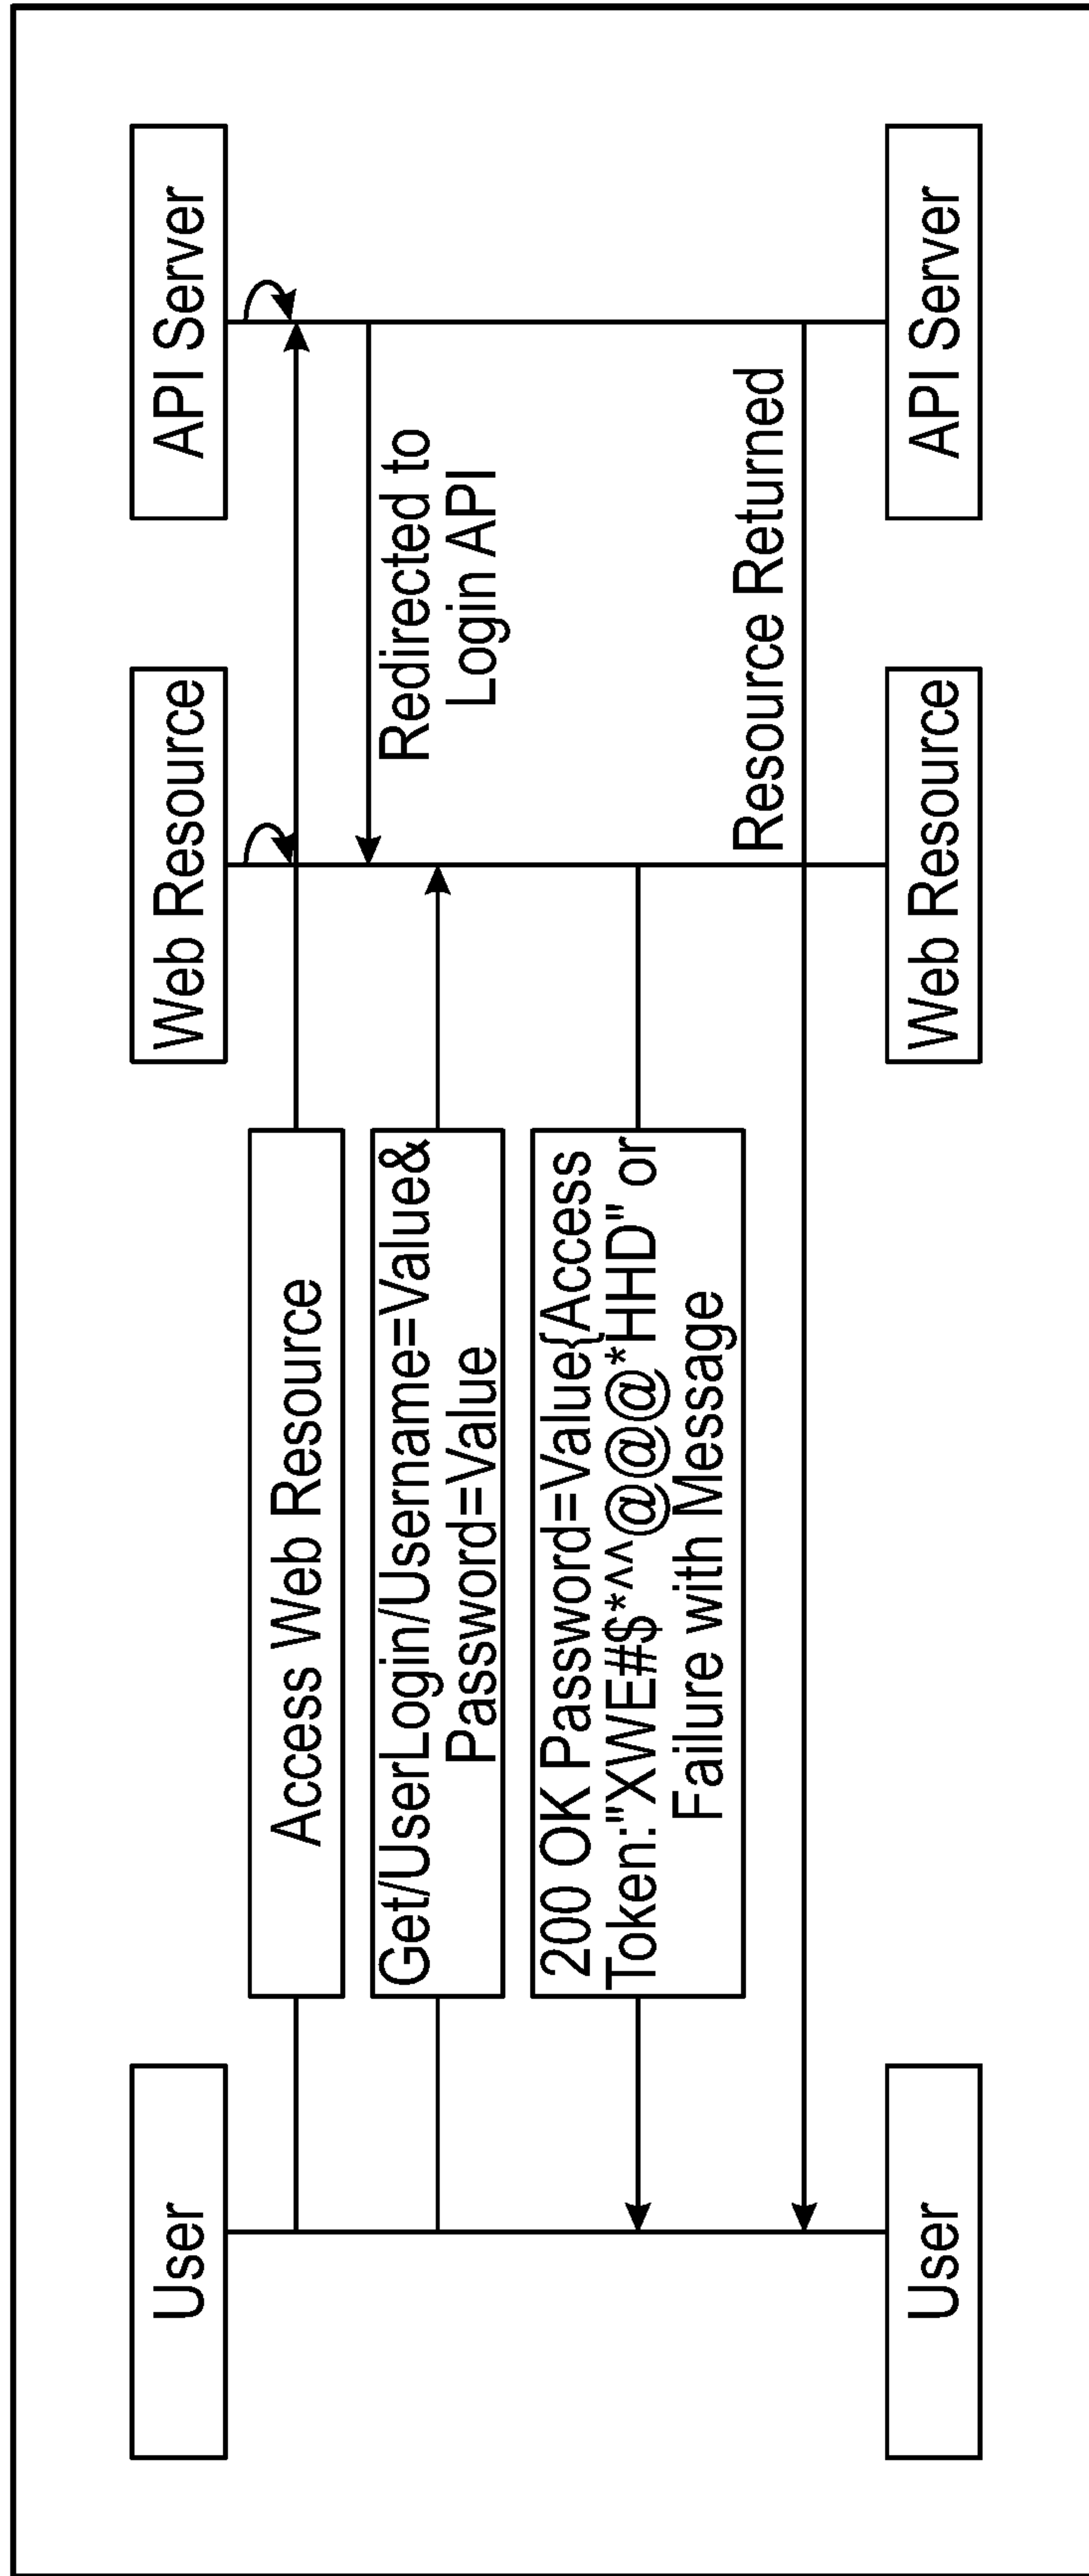 User
Web Resource
API Server
Access Web Resource
Redirected to
Login API
Get/UserLogin/Username=Value&
Password=Value
200 OK Password=Value{Access
Token:"XWE#$*^^@@@*HHD" or
Failure with Message
Resource Returned
User
Web Resource
API Server